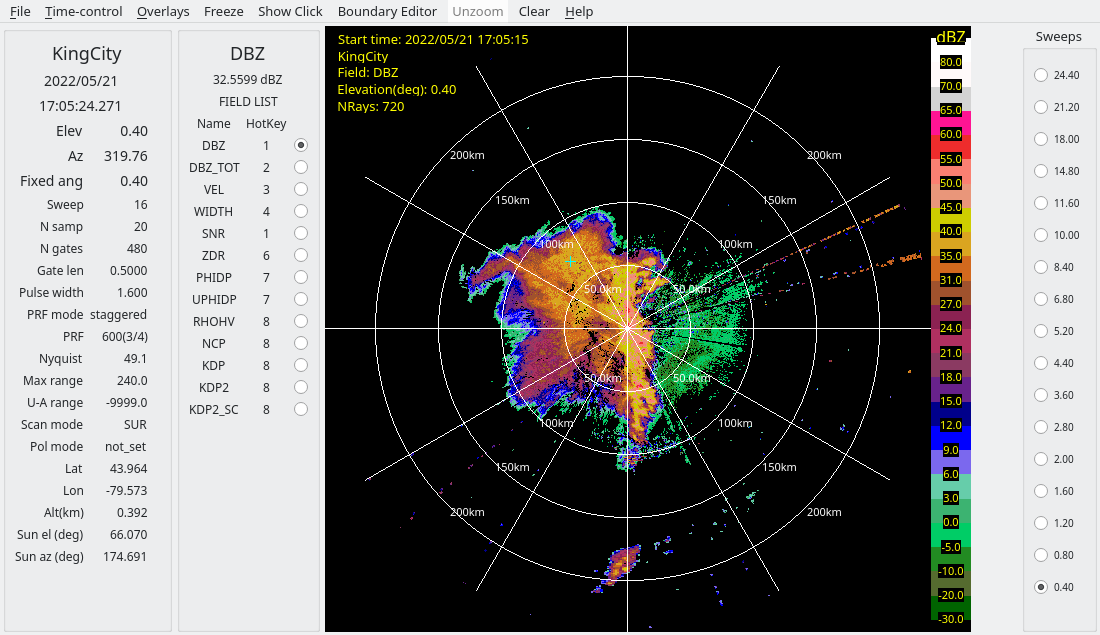 File Time-control Overlays Freeze Show Click Boundary Editor Unzoom Clear Help
KingCity
2022/05/21
17:05:24.271
Elev 0.40
Az 319.76
Fixed ang 0.40
Sweep 16
N samp 20
N gates 480
Gate len 0.5000
Pulse width 1.600
PRF mode staggered
PRF 600(3/4)
Nyquist 49.1
Max range 240.0
U-A range -9999.0
Scan mode SUR
Pol mode not_set
Lat 43.964
Lon -79.573
Alt(km) 0.392
Sun el (deg) 66.070
Sun az (deg) 174.691
DBZ
32.5599 dBZ
FIELD LIST
Name HotKey
DBZ 1
DBZ_TOT 2
VEL 3
WIDTH 4
SNR 1
ZDR 6
PHIDP 7
UPHIDP 7
RHOHV 8
NCP 8
KDP 8
KDP2 8
KDP2_SC 8
Start time: 2022/05/21 17:05:15
KingCity
Field: DBZ
Elevation(deg): 0.40
NRays: 720
200km 200km
150km 150km
100km 100km
50.0km 50.0km
50.0km 50.0km
100km 100km
150km 150km
200km 200km
dBZ
80.0
70.0
65.0
60.0
55.0
50.0
45.0
40.0
35.0
31.0
27.0
24.0
21.0
18.0
15.0
12.0
9.0
6.0
3.0
0.0
-5.0
-10.0
-20.0
-30.0
Sweeps
24.40
21.20
18.00
14.80
11.60
10.00
8.40
6.80
5.20
4.40
3.60
2.80
2.00
1.60
1.20
0.80
0.40